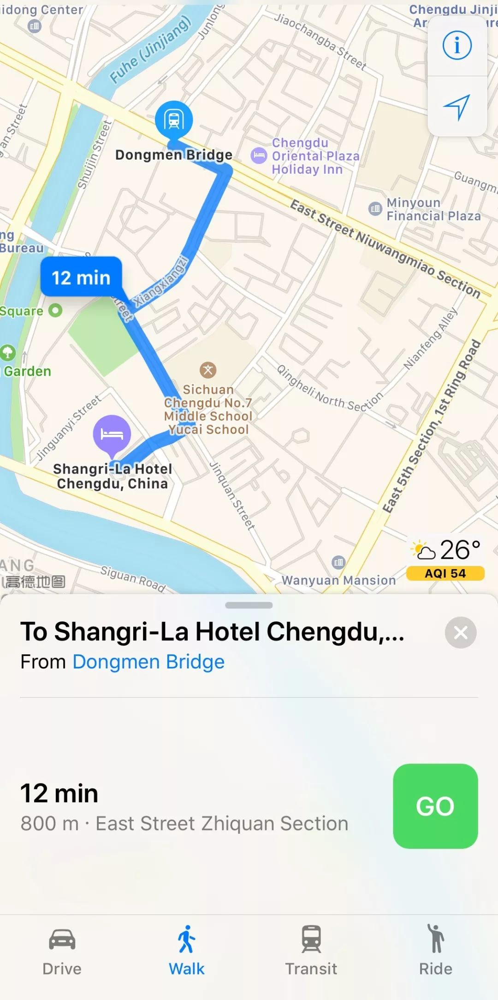 idong Center
Chengdu Jinji
Fuhe (Jinjiang)
Junlong
Jiaochangba Street
an Street
Shuijin Street
Dongmen Bridge
Chengdu
Oriental Plaza
Holiday Inn
Guangm
Minyoun
Financial Plaza
East Street Niuwangmiao Section
ng
Bureau
12 min
Xiangxiangzi
treet
Square
Garden
Nianfeng Alley
Sichuan
Chengdu No.7
Middle School
Yucai School
Qingheli North Section
East 5th Section, 1st Ring Road
Jinguanyi Street
Shangri-La Hotel
Chengdu, China
Jinquan Street
26°
AQI 54
ANG
高德地图
Siguan Road
Wanyuan Mansion
To Shangri-La Hotel Chengdu,...
From Dongmen Bridge
12 min
800 m · East Street Zhiquan Section
GO
Drive
Walk
Transit
Ride